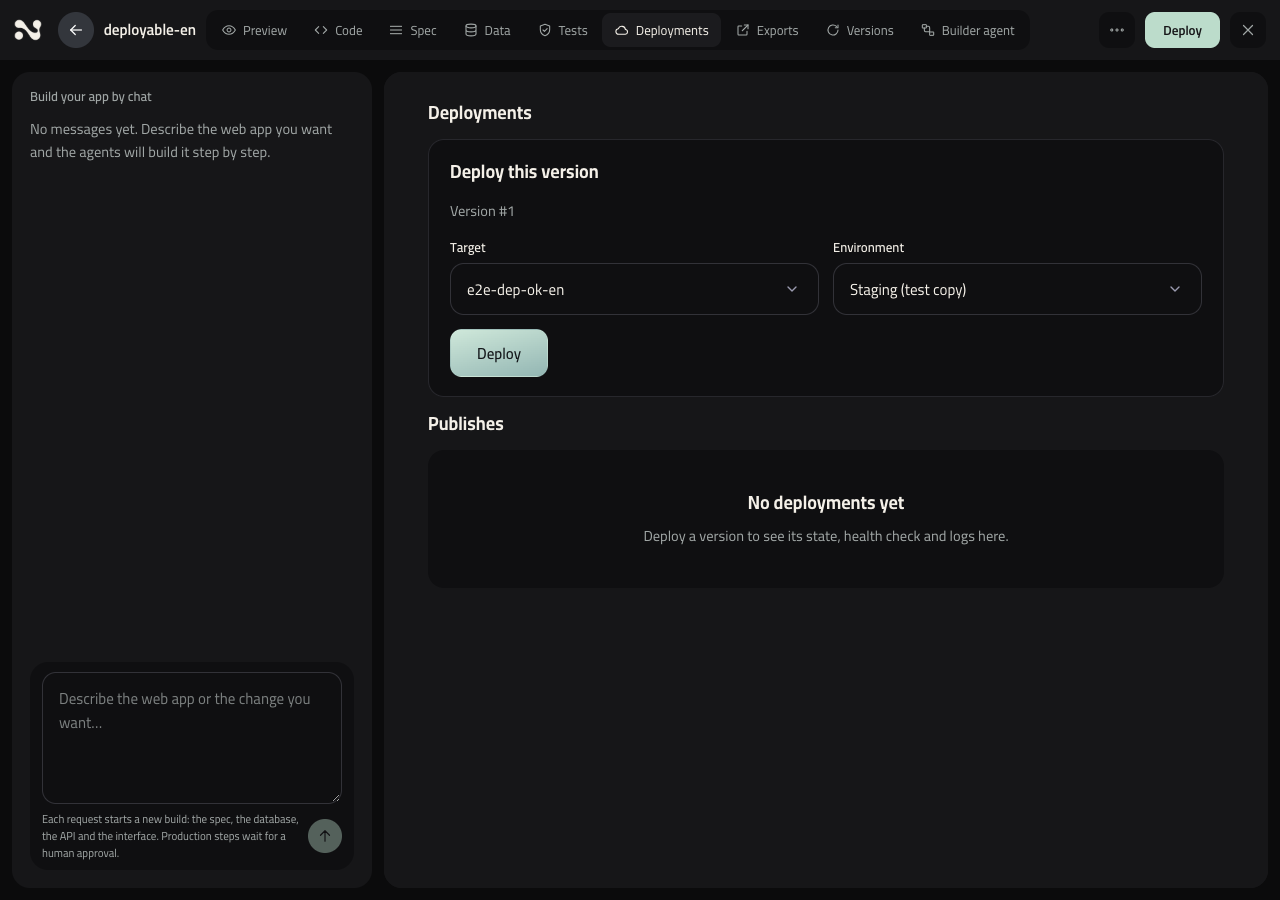 deployable-en
Preview
Code
Spec
Data
Tests
Deployments
Exports
Versions
Builder agent
Deploy
Build your app by chat
No messages yet. Describe the web app you want
and the agents will build it step by step.
Describe the web app or the change you
want...
Each request starts a new build: the spec, the database,
the API and the interface. Production steps wait for a
human approval.
Deployments
Deploy this version
Version #1
Target
Environment
e2e-dep-ok-en
Staging (test copy)
Deploy
Publishes
No deployments yet
Deploy a version to see its state, health check and logs here.